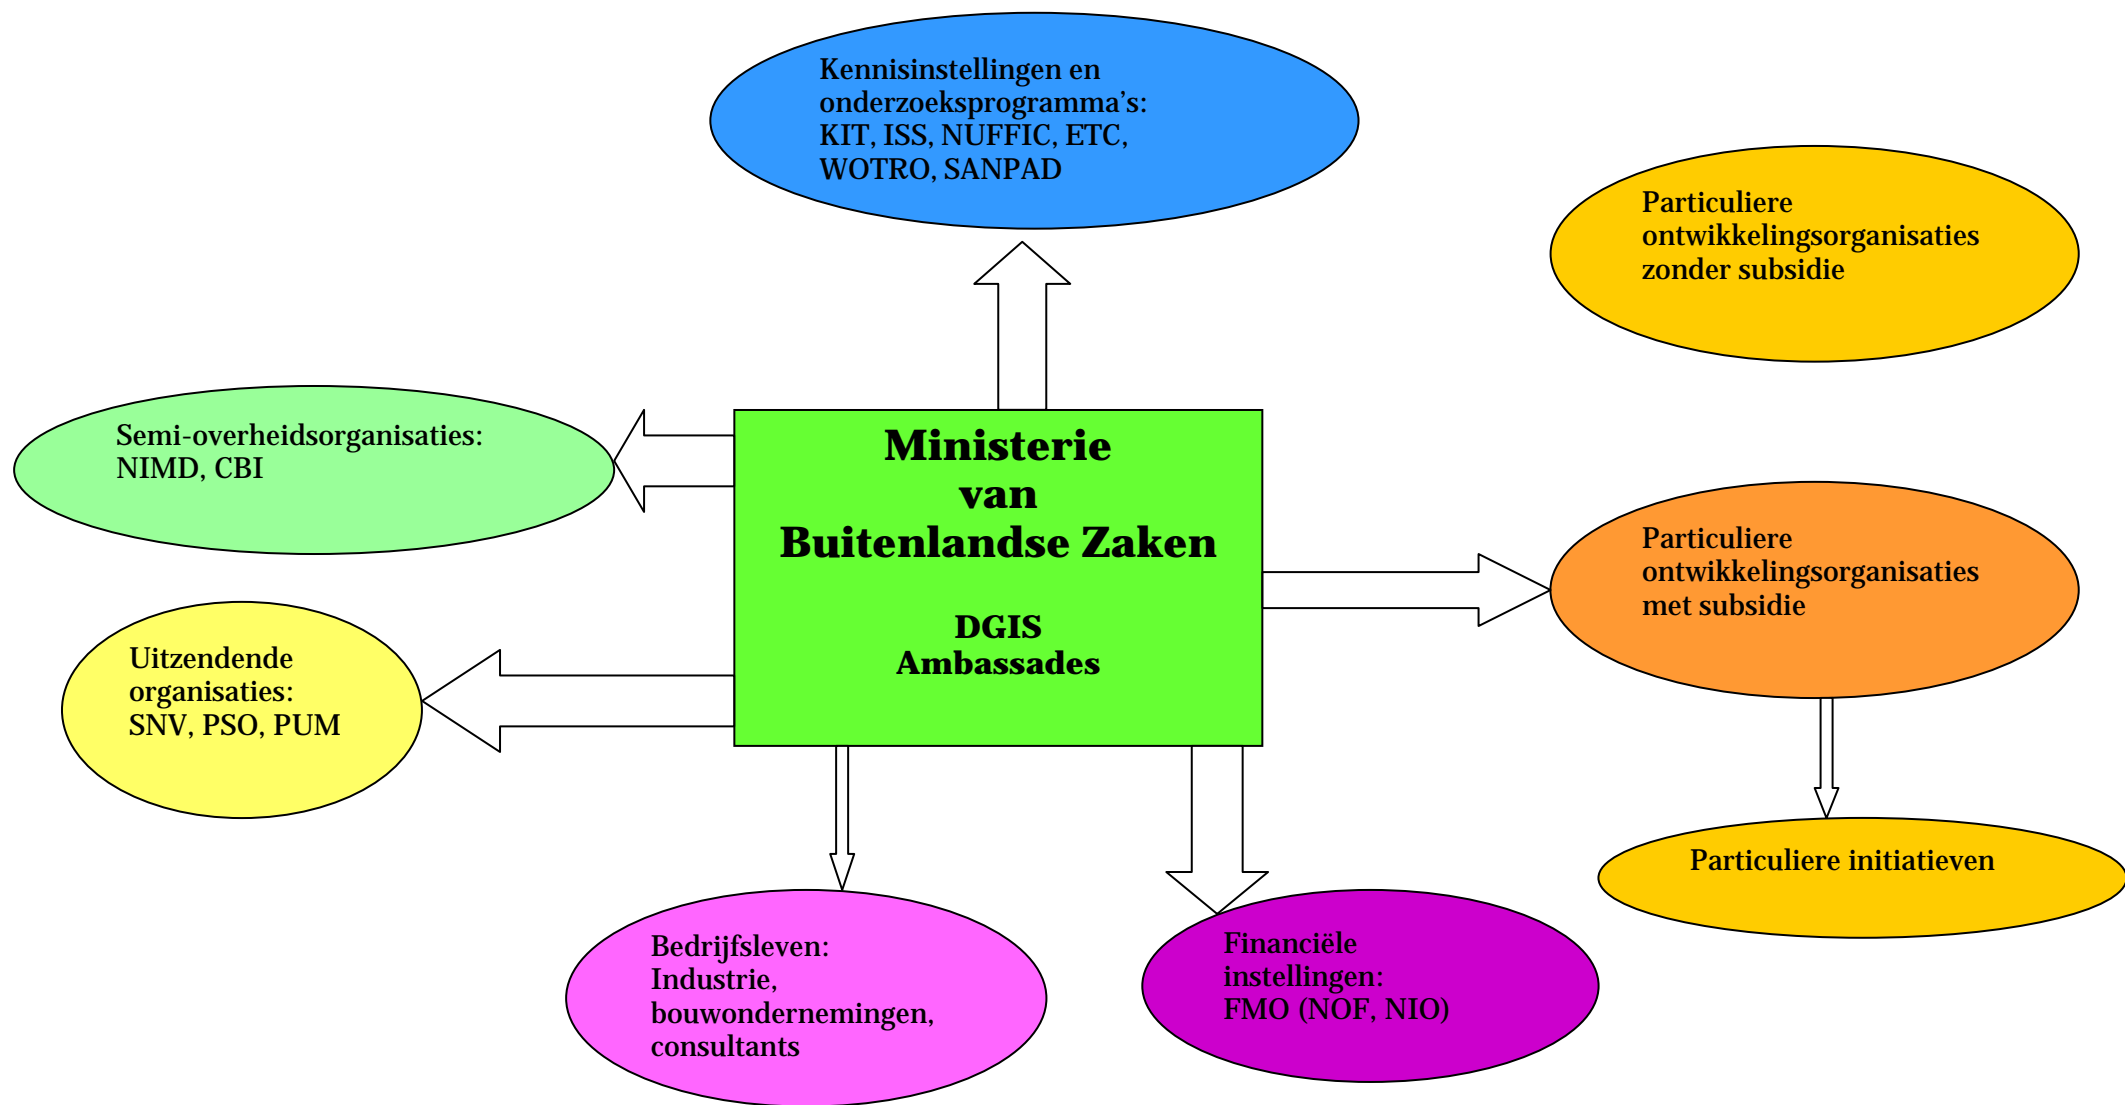 Kennisinstellingen en
onderzoeksprogramma’s:
KIT, ISS, NUFFIC, ETC,
WOTRO, SANPAD
Particuliere
ontwikkelingsorganisaties
zonder subsidie
Semi-overheidsorganisaties:
NIMD, CBI
Ministerie
van
Buitenlandse Zaken
DGIS
Ambassades
Particuliere
ontwikkelingsorganisaties
met subsidie
Uitzendende
organisaties:
SNV, PSO, PUM
Particuliere initiatieven
Bedrijfsleven:
Industrie,
bouwondernemingen,
consultants
Financiële
instellingen:
FMO (NOF, NIO)